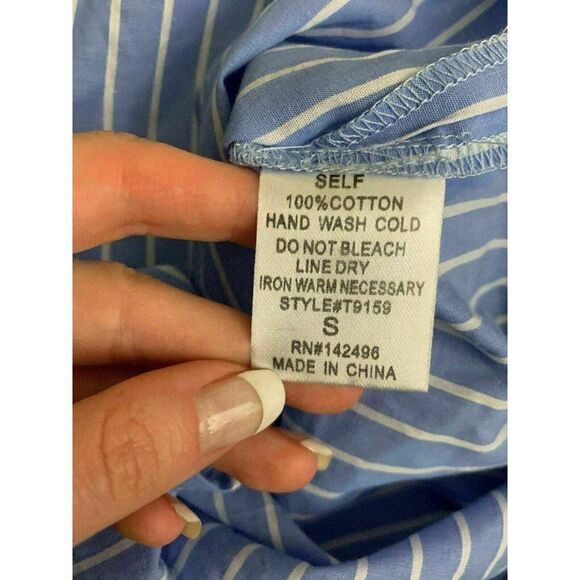 SELF
100%COTTON
HAND WASH COLD
DO NOT BLEACH
LINE DRY
IRON WARM NECESSARY
STYLE#T9159
S
RN#142496
MADE IN CHINA